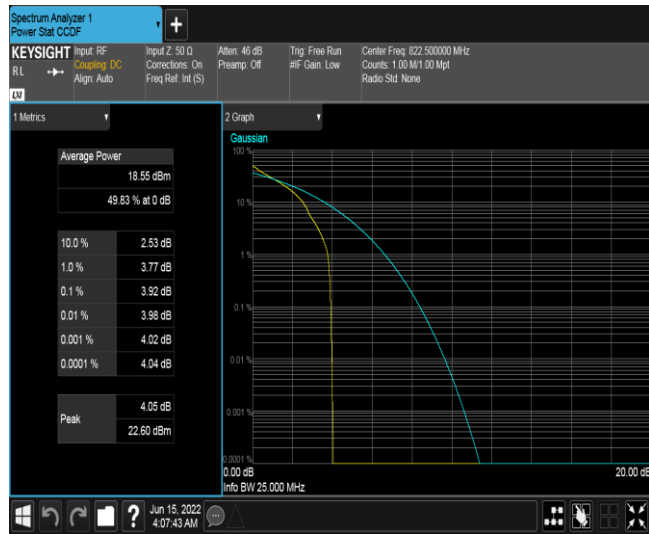 Spectrum Analyzer 1
Power Stat CCDF
+
KEYSIGHT
RL
LXI
Input: RF
Coupling: DC
Align: Auto
Input Z: 50 Ω
Corrections: On
Freq Ref: Int (S)
Atten: 46 dB
Preamp: Off
Trig: Free Run
#IF Gain: Low
Center Freq: 822.500000 MHz
Counts: 1.00 M/1.00 Mpt
Radio Std: None
1 Metrics
Average Power
18.55 dBm
49.83 % at 0 dB
10.0 % 2.53 dB
1.0 % 3.77 dB
0.1 % 3.92 dB
0.01 % 3.98 dB
0.001 % 4.02 dB
0.0001 % 4.04 dB
Peak
4.05 dB
22.60 dBm
2 Graph
Gaussian
100 %
10 %
1 %
0.1 %
0.01 %
0.001 %
0.0001 %
0.00 dB
20.00 dB
Info BW 25.000 MHz
?
Jun 15, 2022
4:07:43 AM